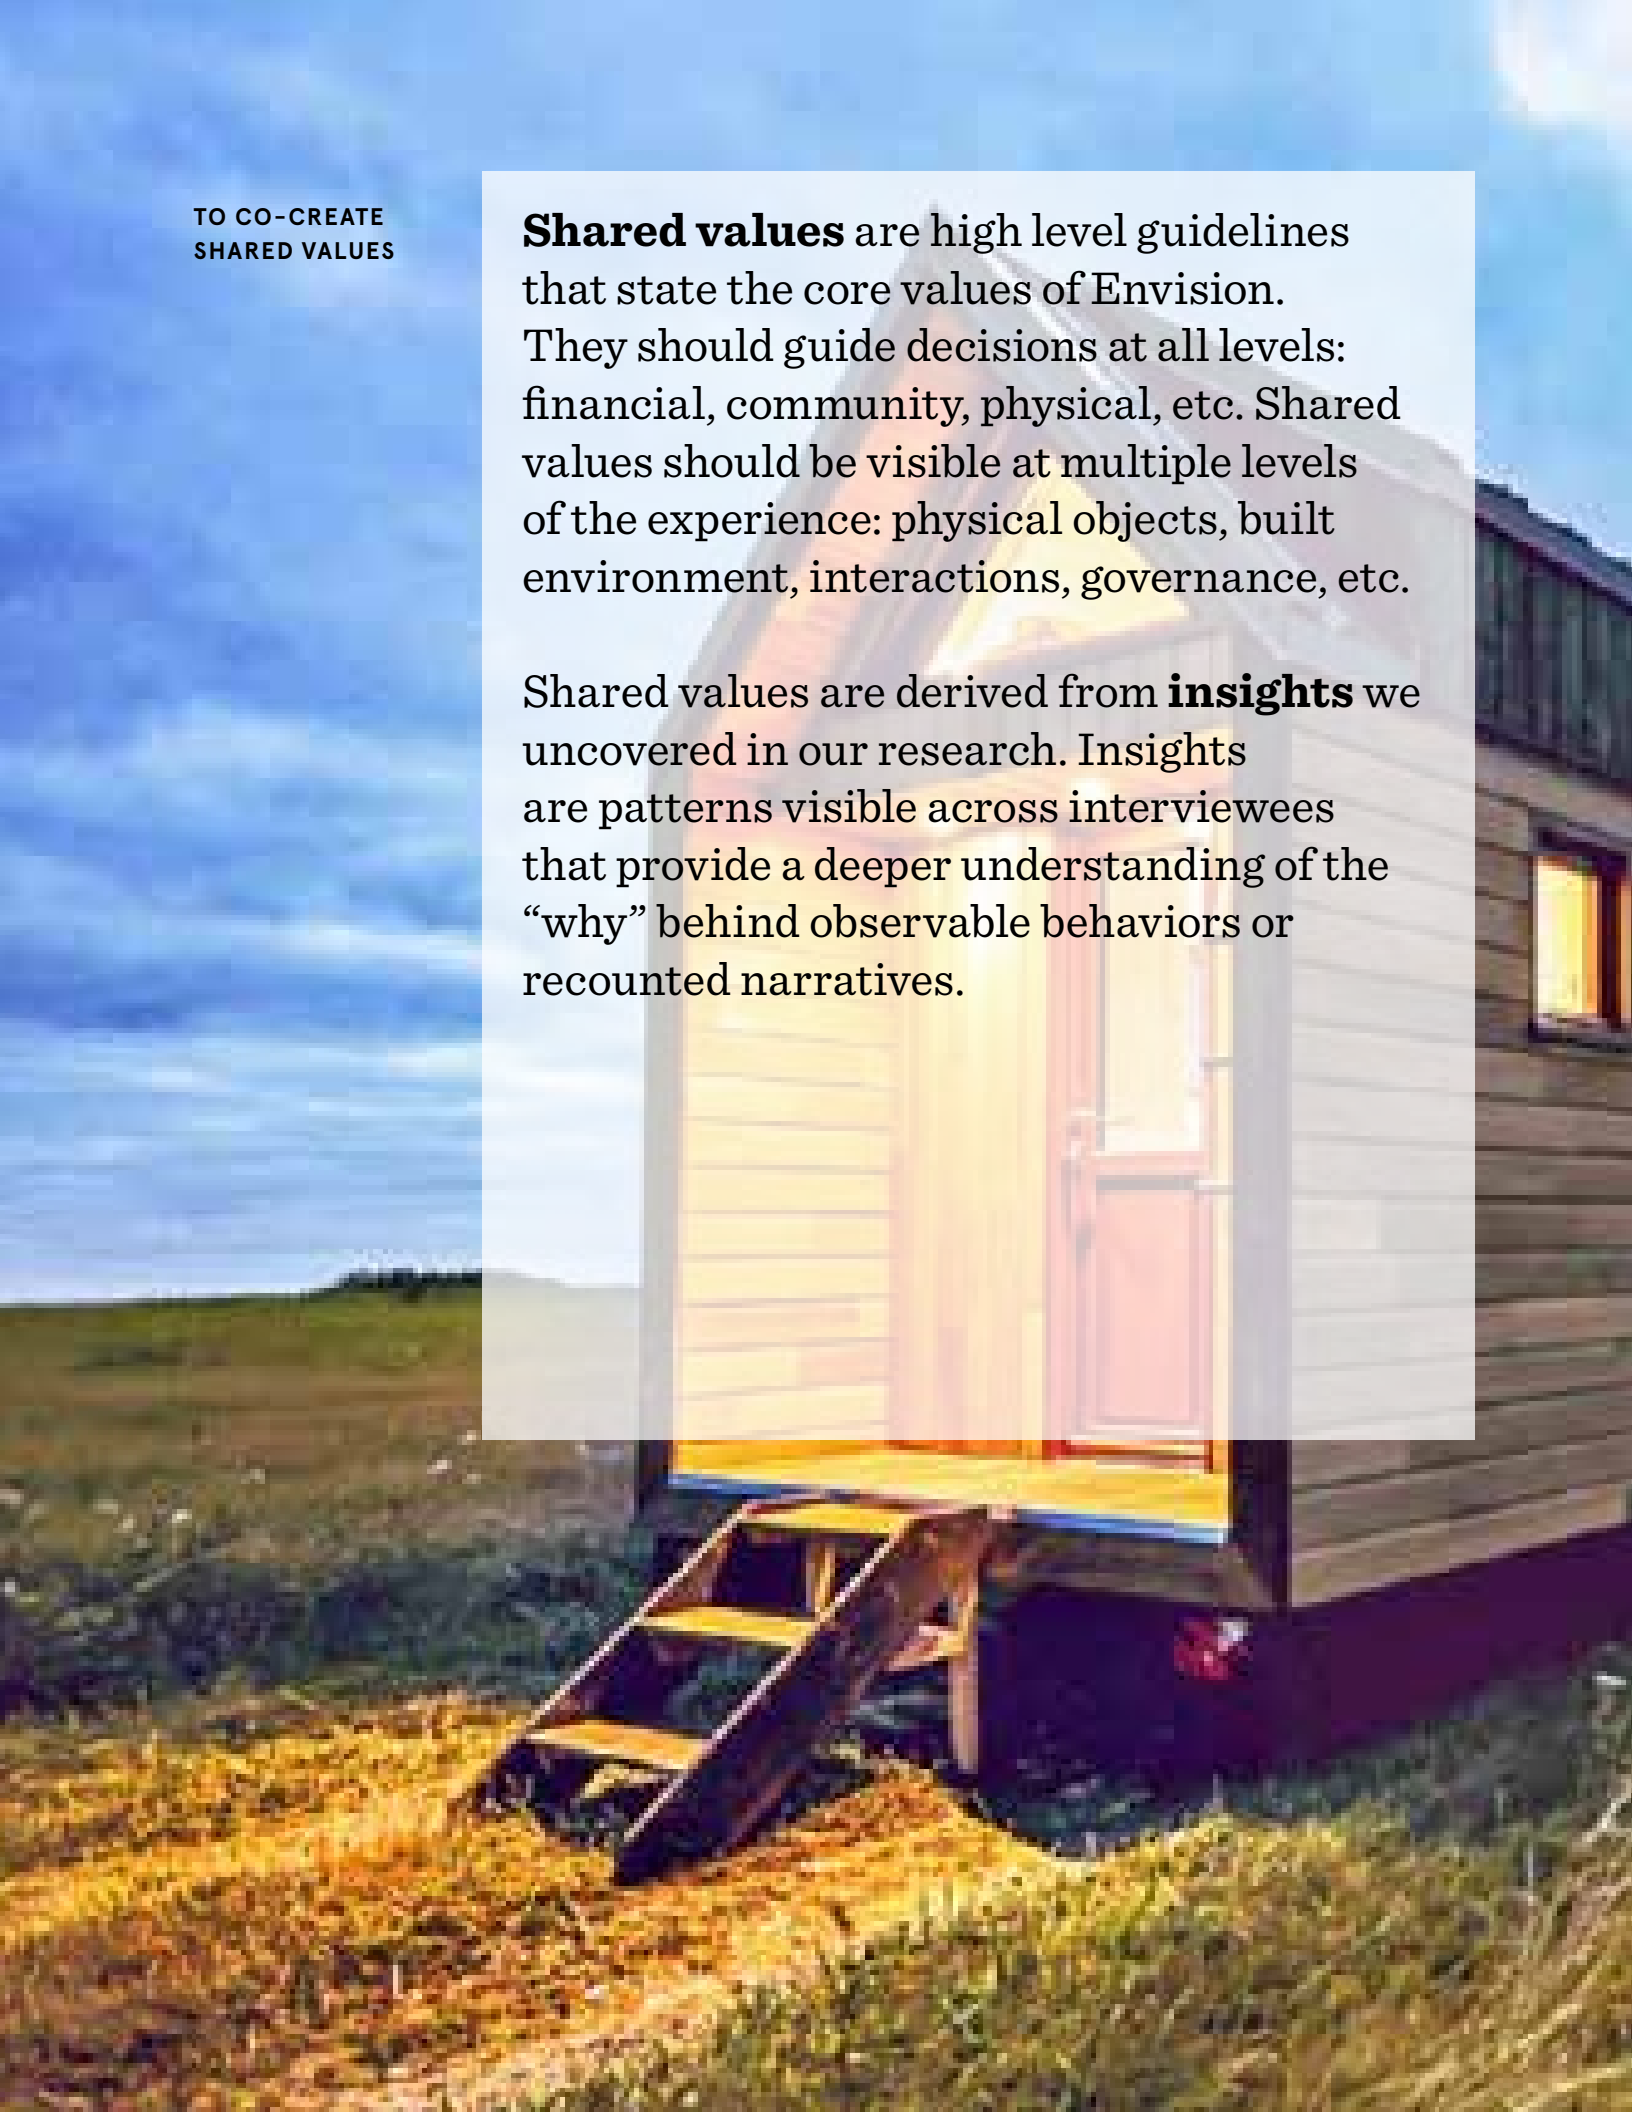 TO CO-CREATE
SHARED VALUES
Shared values are high level guidelines
that state the core values of Envision.
They should guide decisions at all levels:
financial, community, physical, etc. Shared
values should be visible at multiple levels
of the experience: physical objects, built
environment, interactions, governance, etc.
Shared values are derived from insights we
uncovered in our research. Insights
are patterns visible across interviewees
that provide a deeper understanding of the
“why” behind observable behaviors or
recounted narratives.